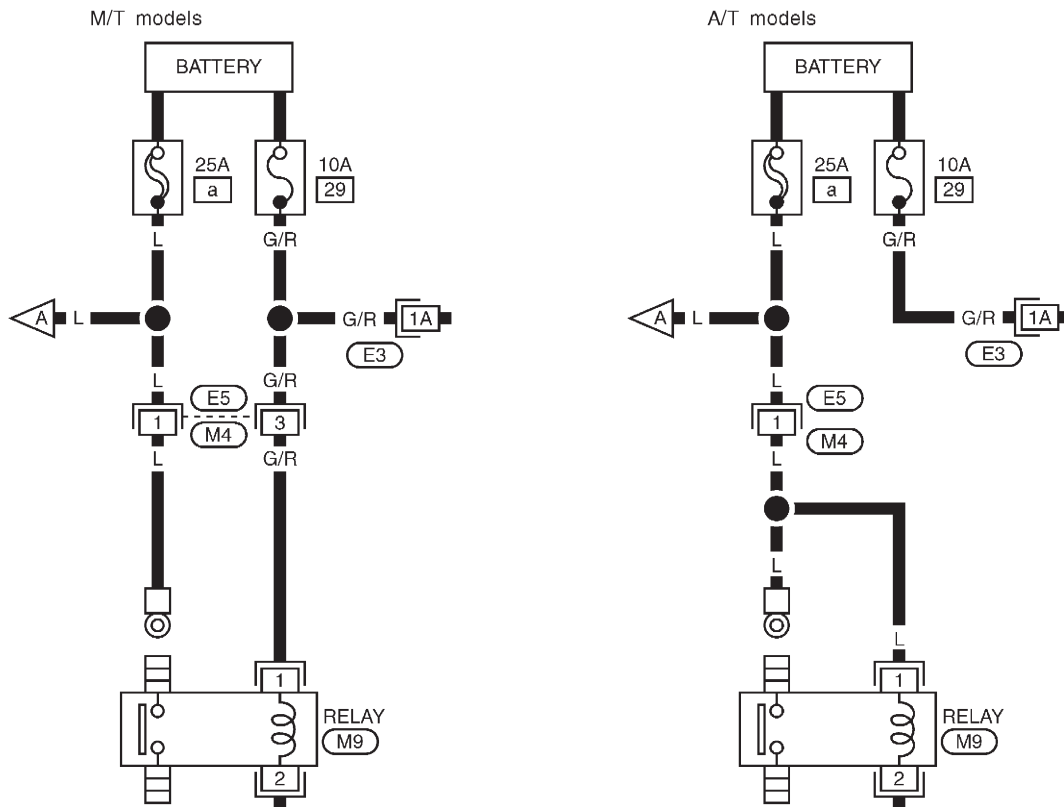 M/T models
BATTERY
25A
a
10A
29
L
G/R
A
L
G/R
1A
E3
L
G/R
E5
1
3
M4
L
G/R
1
RELAY
M9
2
A/T models
BATTERY
25A
a
10A
29
L
G/R
A
L
G/R
1A
E3
L
E5
1
M4
L
L
L
1
RELAY
M9
2